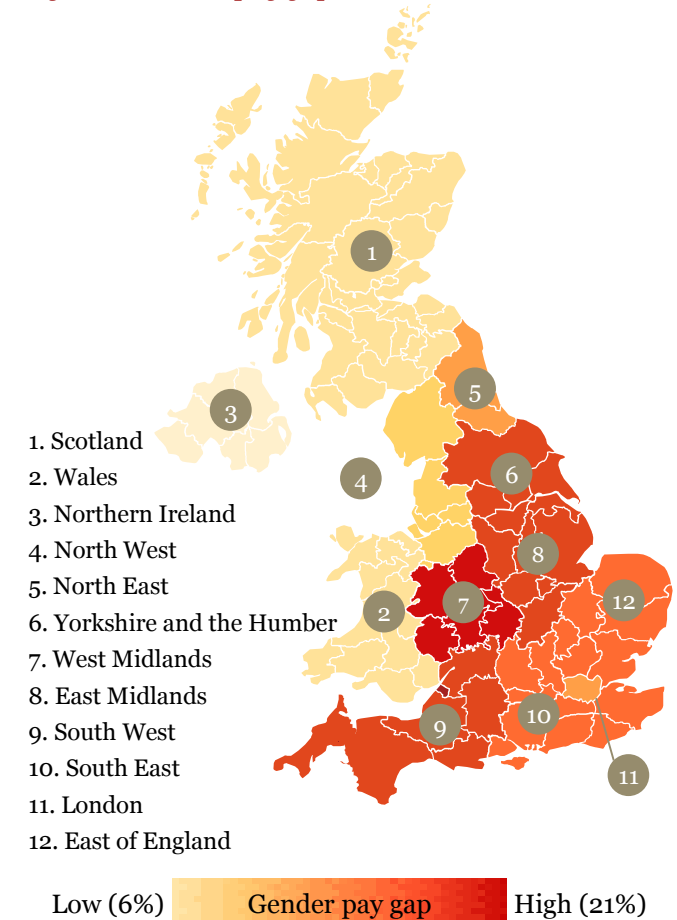 1
5
3
4
6
8
12
7
2
10
9
11
1. Scotland
2. Wales
3. Northern Ireland
4. North West
5. North East
6. Yorkshire and the Humber
7. West Midlands
8. East Midlands
9. South West
10. South East
11. London
12. East of England
Low (6%) Gender pay gap High (21%)